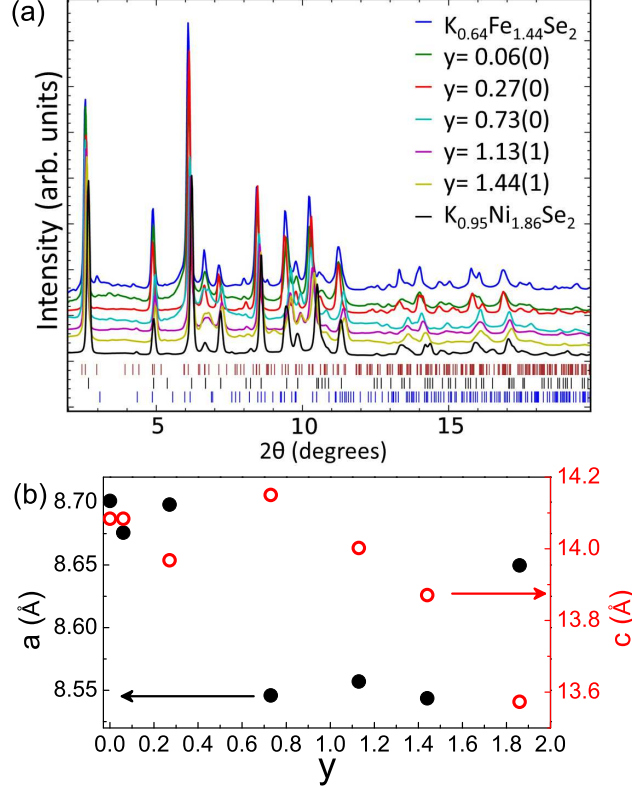 (a)
K0.64Fe1.44Se2
y= 0.06(0)
y= 0.27(0)
y= 0.73(0)
y= 1.13(1)
y= 1.44(1)
K0.95Ni1.86Se2
Intensity (arb. units)
5 10 15
2θ (degrees)
(b)
8.70
8.65
8.60
8.55
a (Å)
14.2
14.0
13.8
13.6
c (Å)
0.0 0.2 0.4 0.6 0.8 1.0 1.2 1.4 1.6 1.8 2.0
y